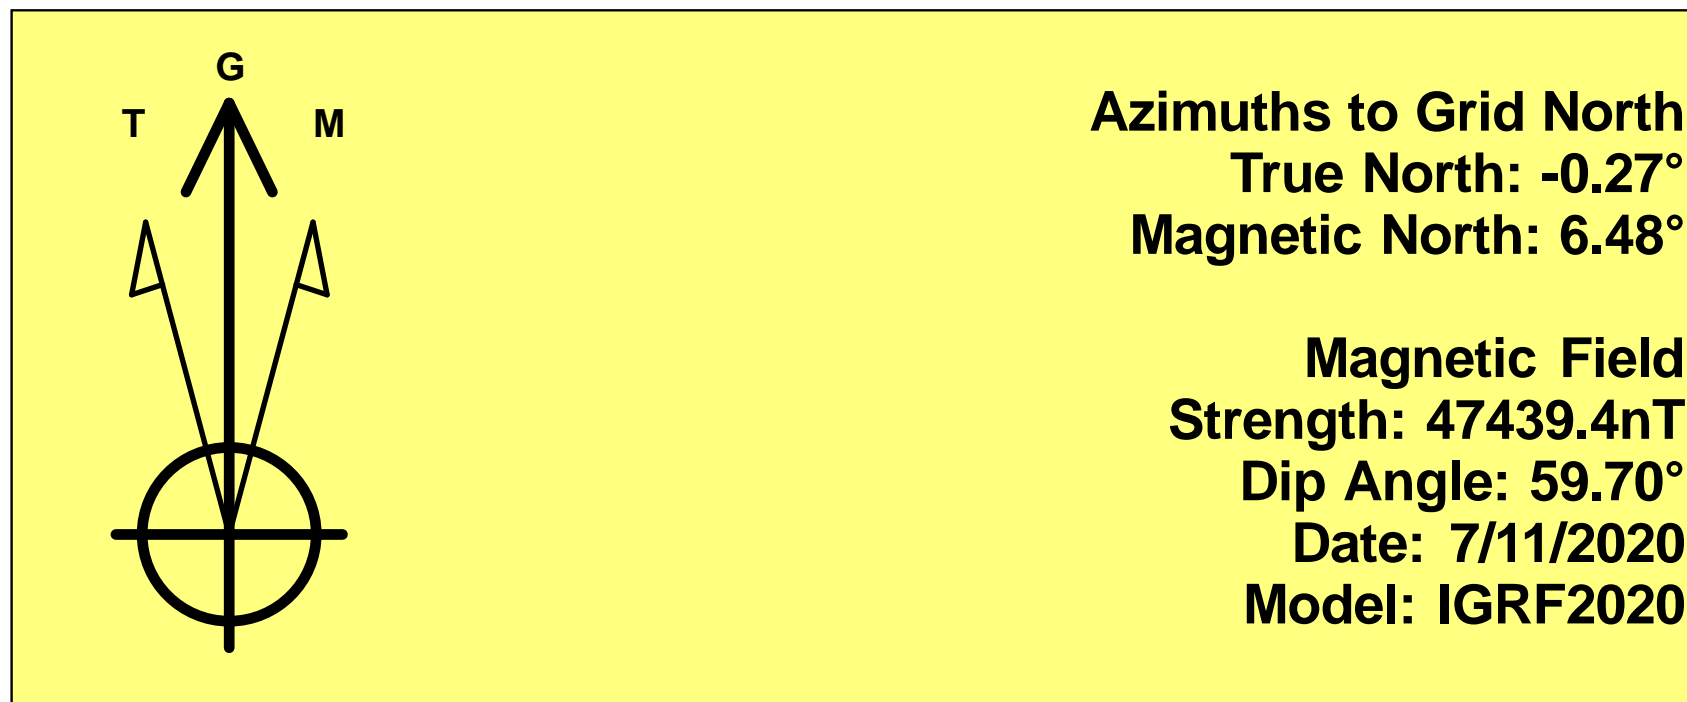 G
T M
Azimuths to Grid North
True North: -0.27°
Magnetic North: 6.48°
Magnetic Field
Strength: 47439.4nT
Dip Angle: 59.70°
Date: 7/11/2020
Model: IGRF2020